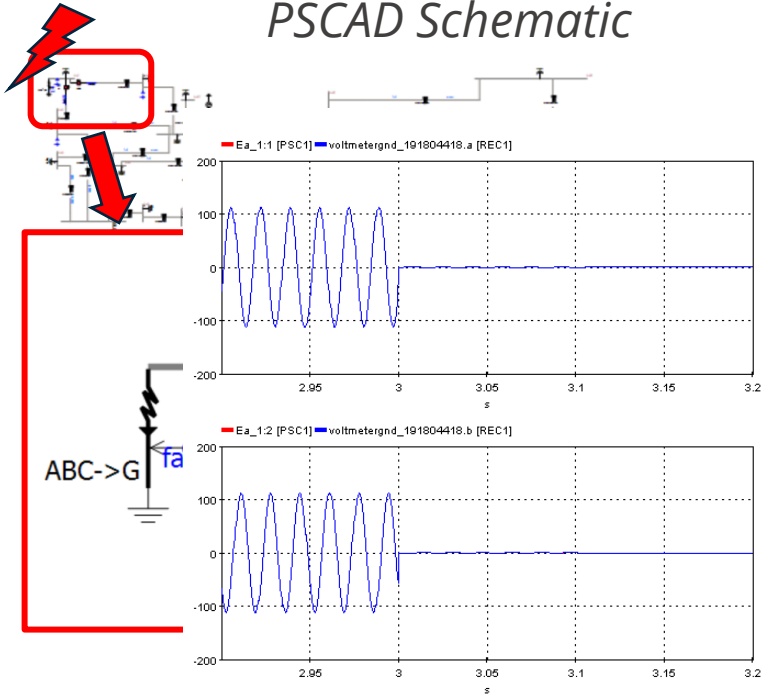 PSCAD Schematic
Ea_1:1 [PSC1] voltmetergnd_191804418.a [REC1]
200
100
0
-100
-200
2.95 3 3.05 3.1 3.15 3.2
s
ABC->G
fa
Ea_1:2 [PSC1] voltmetergnd_191804418.b [REC1]
200
100
0
-100
-200
2.95 3 3.05 3.1 3.15 3.2
s